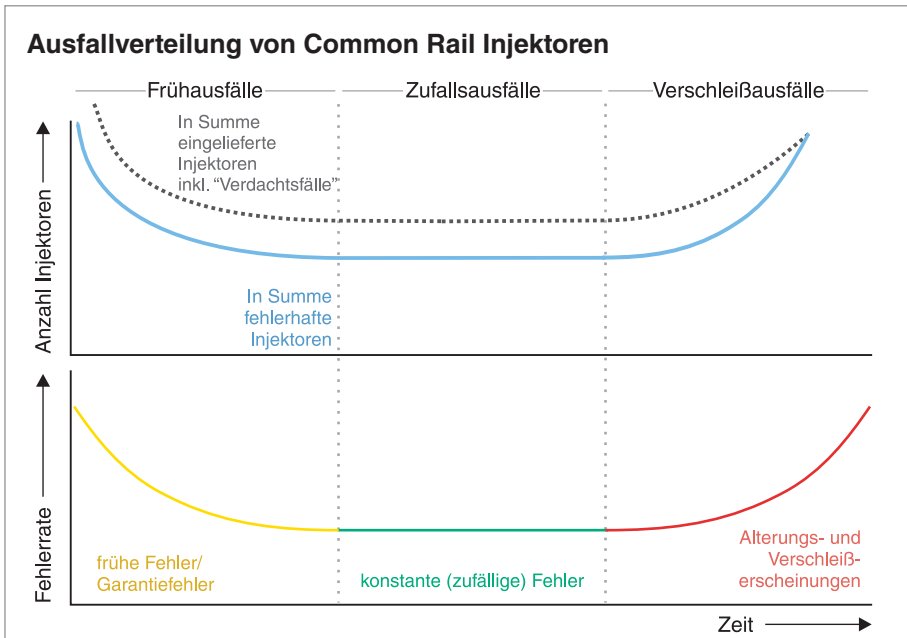 Ausfallverteilung von Common Rail Injektoren
Frühausfälle
Zufallsausfälle
Verschleißausfälle
In Summe
eingelieferte
Injektoren
inkl. "Verdachtsfälle"
Anzahl Injektoren
In Summe
fehlerhafte
Injektoren
Fehlerrate
frühe Fehler/
Garantiefehler
konstante (zufällige) Fehler
Alterungs- und
Verschleiß-
erscheinungen
Zeit